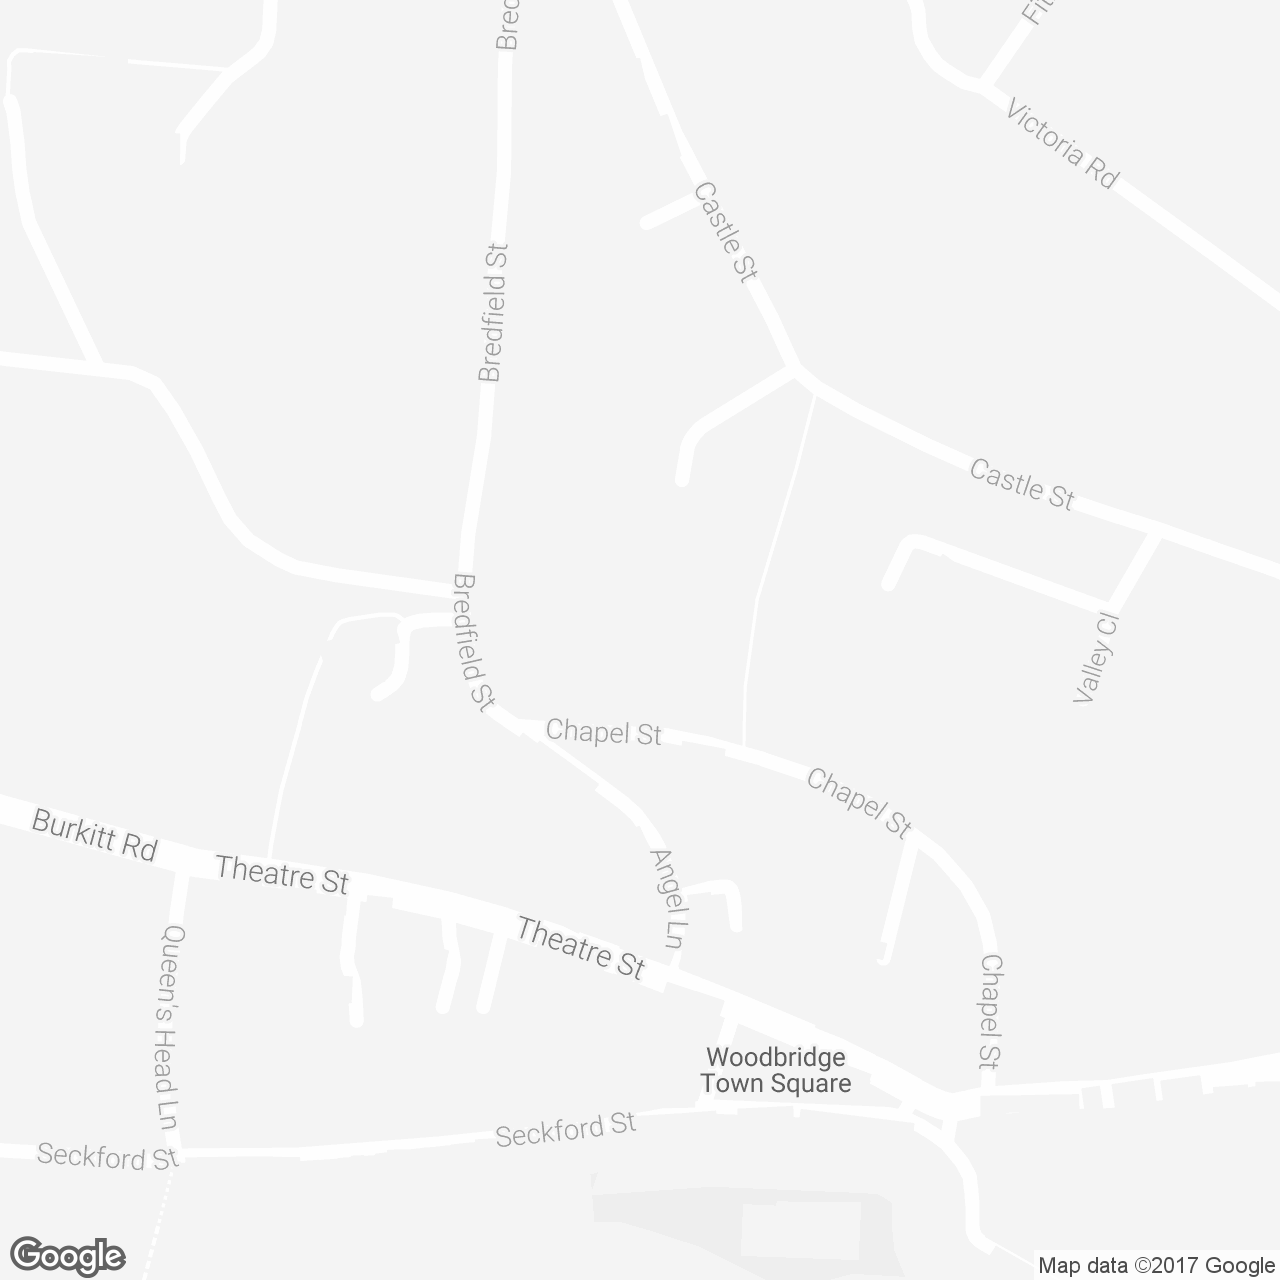 Bred
Fit
Victoria Rd
Castle St
Bredfield St
Castle St
Bredfield St
Valley Cl
Chapel St
Chapel St
Burkitt Rd
Theatre St
Angel Ln
Queen's Head Ln
Theatre St
Chapel St
Woodbridge
Town Square
Seckford St
Seckford St
Google
Map data ©2017 Google